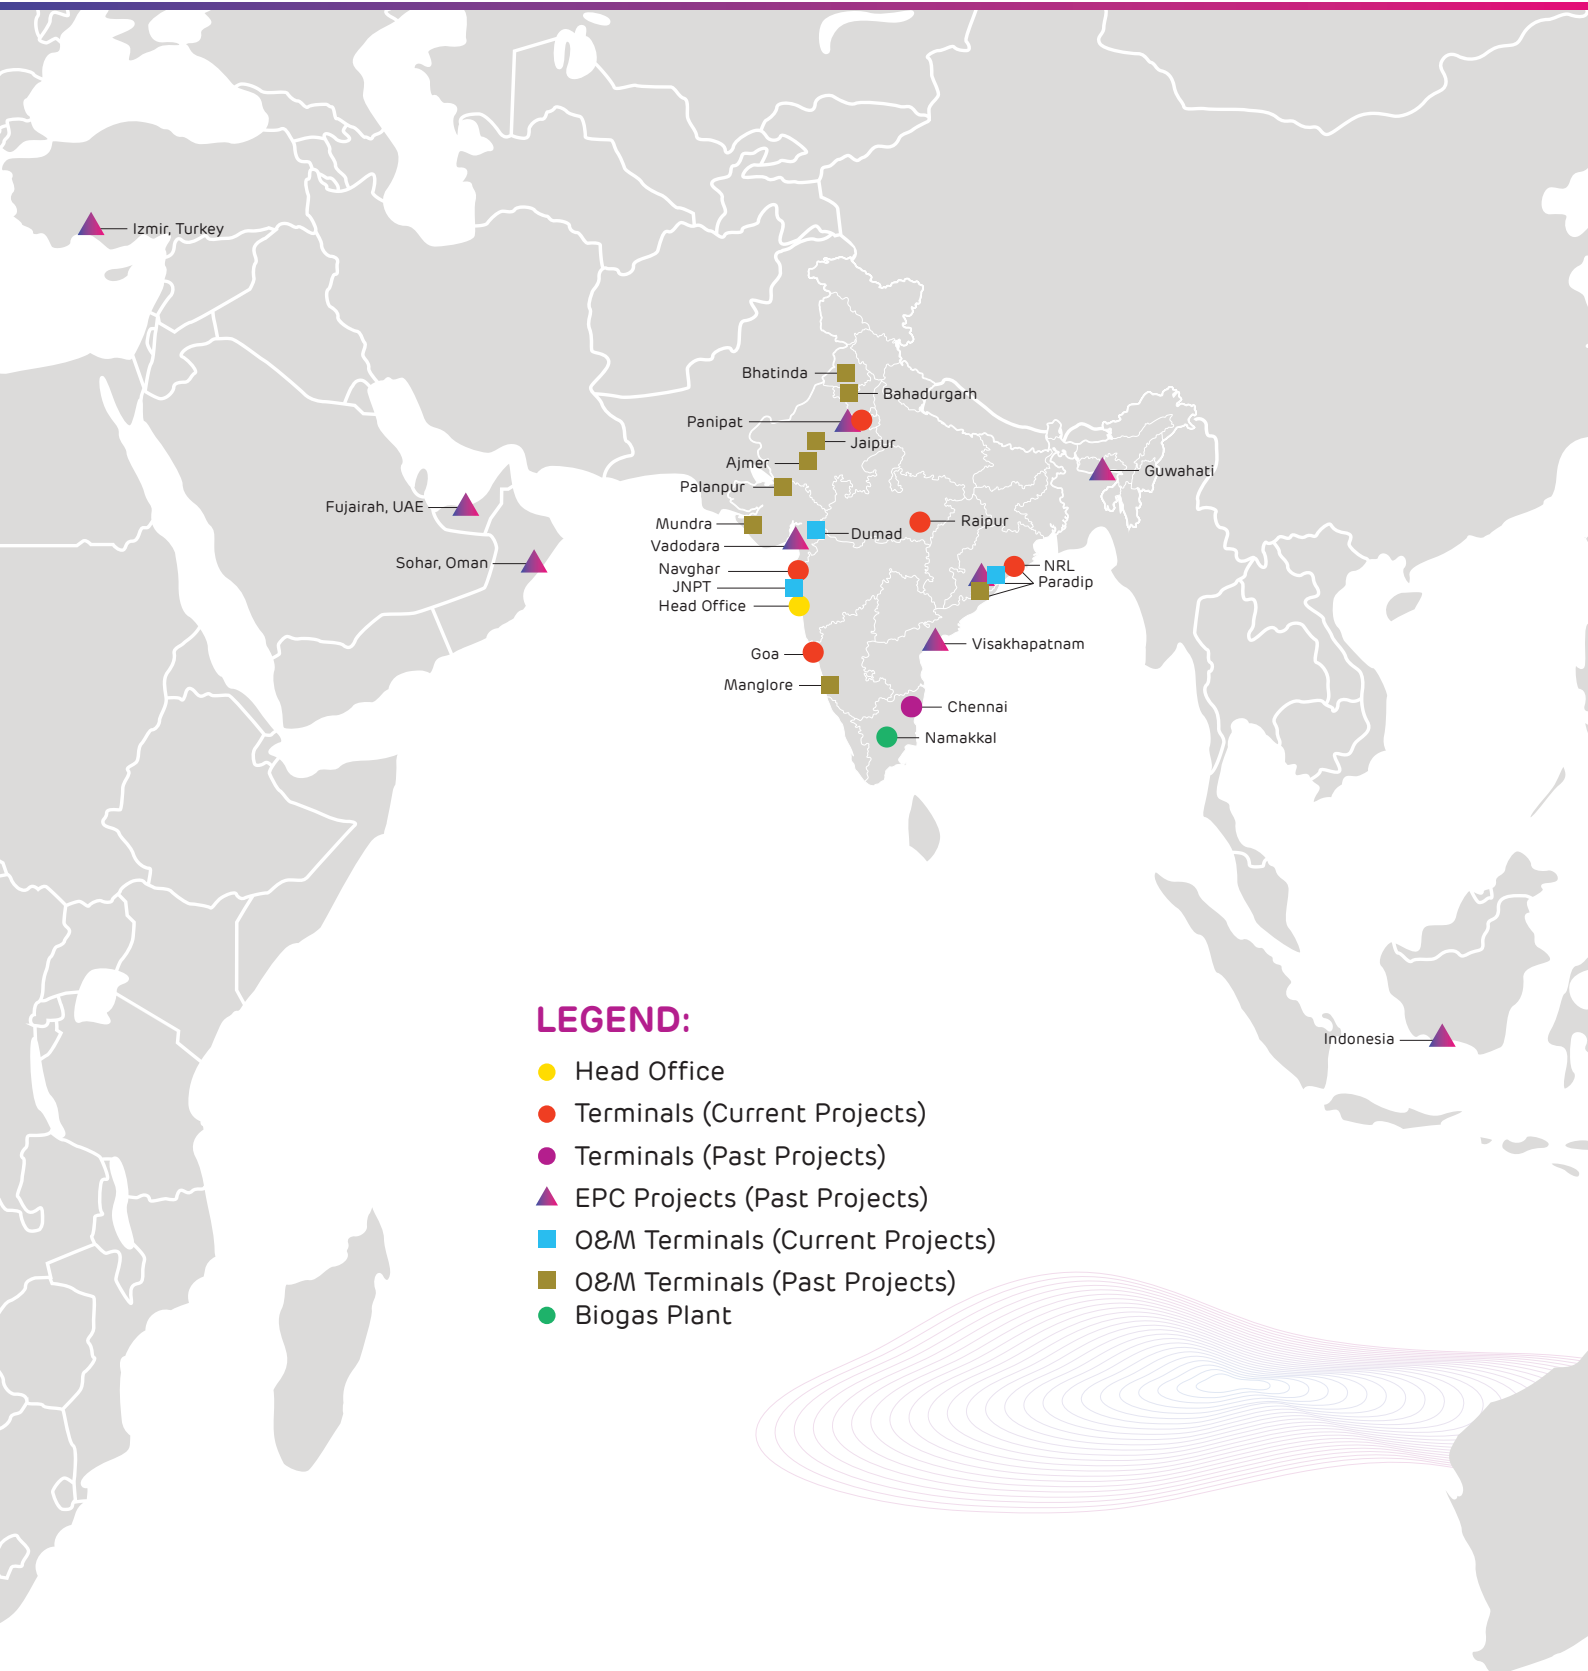 Izmir, Turkey
Bhatinda
Bahadurgarh
Panipat
Jaipur
Ajmer
Guwahati
Palanpur
Fujairah, UAE
Mundra
Raipur
Dumad
Vadodara
Sohar, Oman
Navghar
NRL
Paradip
JNPT
Head Office
Visakhapatnam
Goa
Manglore
Chennai
Namakkal
LEGEND:
Indonesia
Head Office
Terminals (Current Projects)
Terminals (Past Projects)
EPC Projects (Past Projects)
O&M Terminals (Current Projects)
O&M Terminals (Past Projects)
Biogas Plant